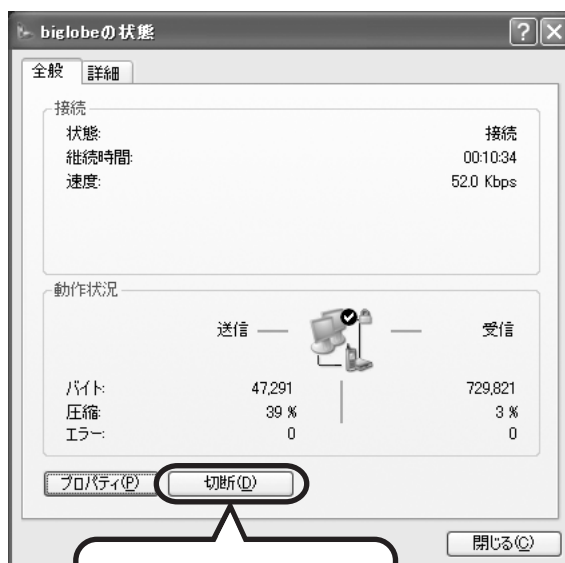 biglobeの状態
全般 詳細
接続
状態: 接続
継続時間: 00:10:34
速度: 52.0 Kbps
動作状況
送信 受信
バイト: 47,291 729,821
圧縮: 39 % 3 %
エラー: 0 0
プロパティ(P) 切断(D)
閉じる(C)